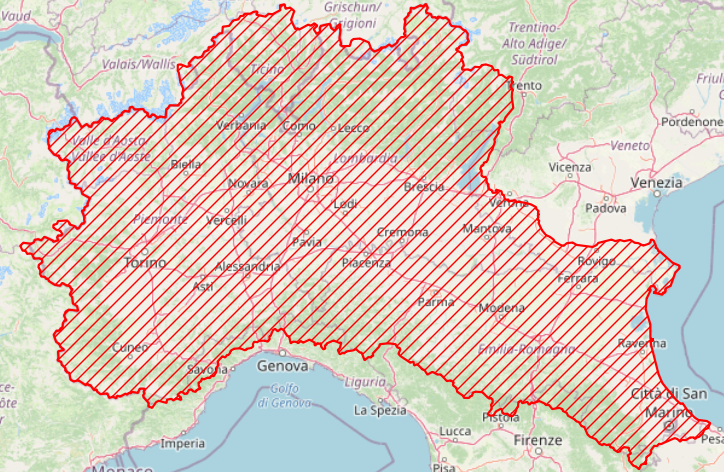 Vaud
Grischun/
Grigioni
Trentino-
Alto Adige/
Südtirol
Valais/Wallis
Ticino
Trento
Friu
Pordenone
Verbania
Como
Lecco
Valle d'Aosta
Vallée d'Aoste
Lombardia
Veneto
Biella
Vicenza
Novara
Milano
Brescia
Venezia
Verona
Padova
Piemonte
Vercelli
Lodi
Pavia
Cremona
Mantova
Torino
Alessandria
Piacenza
Rovigo
Ferrara
Asti
Parma
Modena
Cuneo
Ravenna
Savona
Genova
Emilia-Romagna
Golfo
di Genova
Liguria
La Spezia
Città di San
Marino
Pistoia
Lucca
Firenze
Imperia
Pesa
Pisa
Monaco